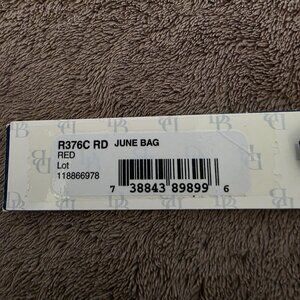 R376C RD JUNE BAG
RED
Lot
118866978
7 38843 89899 6